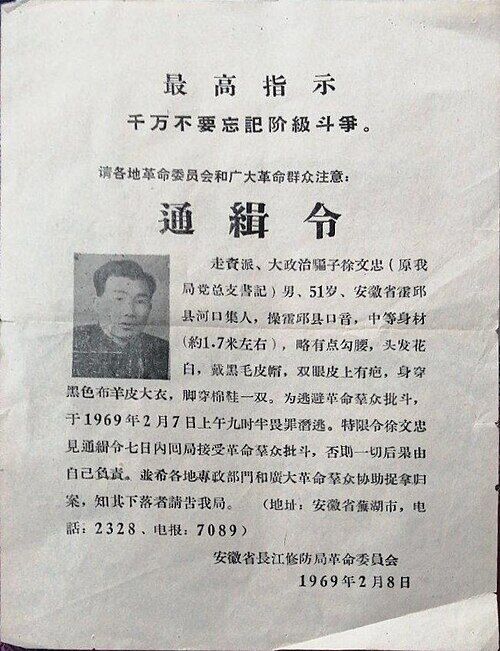 最高指示
千万不要忘記阶級斗爭。
请各地革命委員会和广大革命群众注意：
通緝令
走資派、大政治騙子徐文忠（原我
局党总支書記）男、51岁、安徽省霍邱
县河口集人，操霍邱县口音，中等身材
(約1.7米左右)，略有点勾腰，头发花
白，戴黑毛皮帽，双眼皮上有疤，身穿
黑色布羊皮大衣，脚穿棉鞋一双。为逃避革命羣众批斗，
于1969年2月7日上午九时半畏罪潛逃。特限令徐文忠
見通緝令七日内囘局接受革命羣众批斗，否則一切后果由
自己負責。並希各地專政部門和廣大革命羣众协助捉拿归
案，知其下落者請告我局。（地址：安徽省蕪湖市，电
話：2328、电报：7089）
安徽省長江修防局革命委員会
1969年2月8日